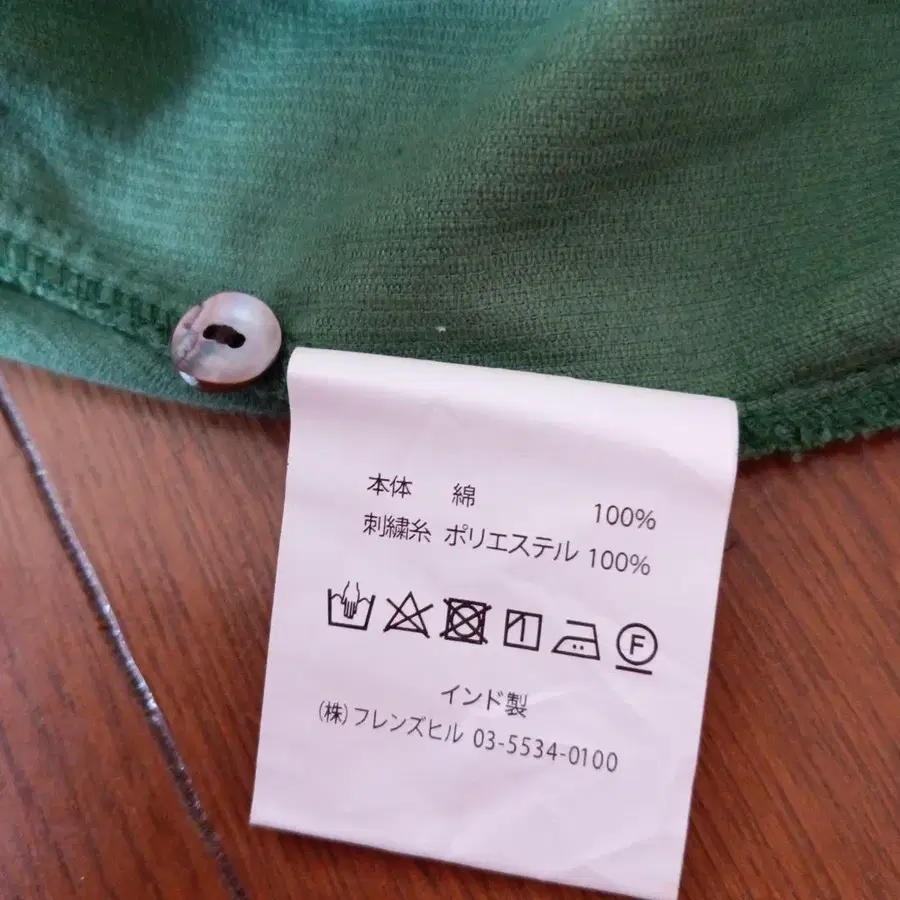 本体 綿 100%
刺繍糸 ポリエステル 100%
F
インド製
(株)フレンズヒル 03-5534-0100